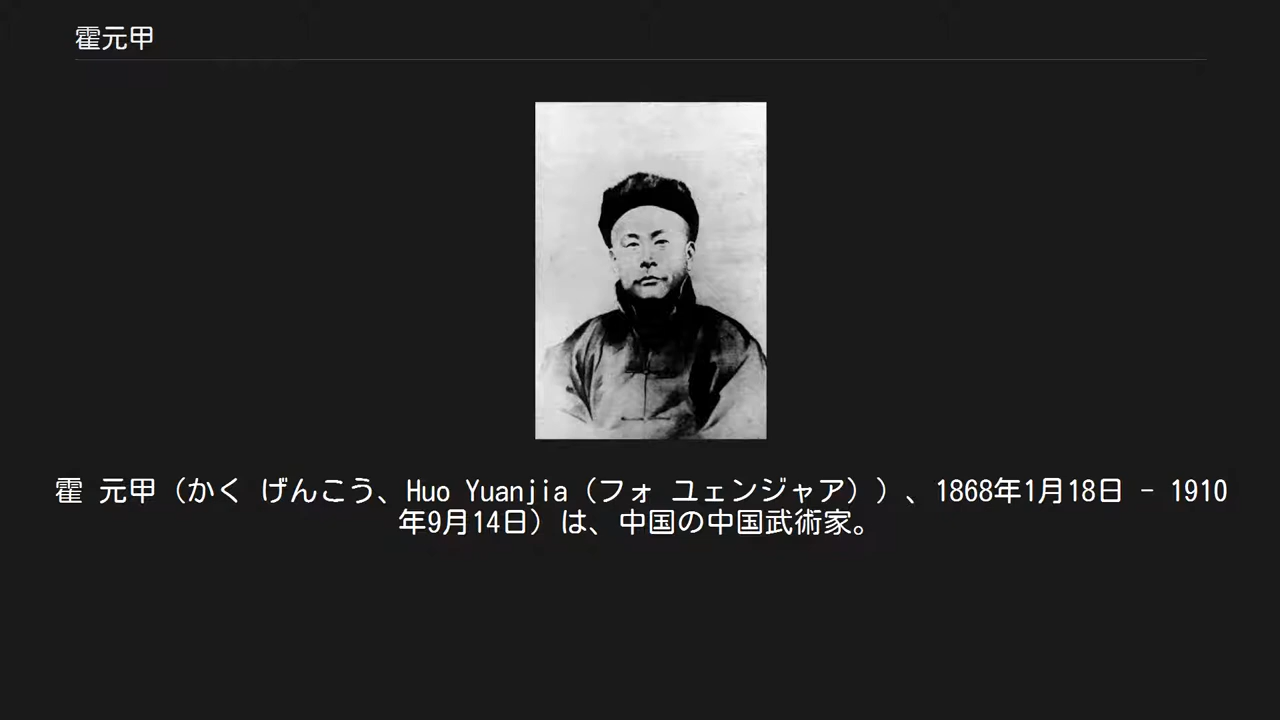 霍元甲
霍 元甲（かく げんこう、Huo Yuanjia（フォ ユェンジャア））、1868年1月18日 - 1910
年9月14日）は、中国の中国武術家。